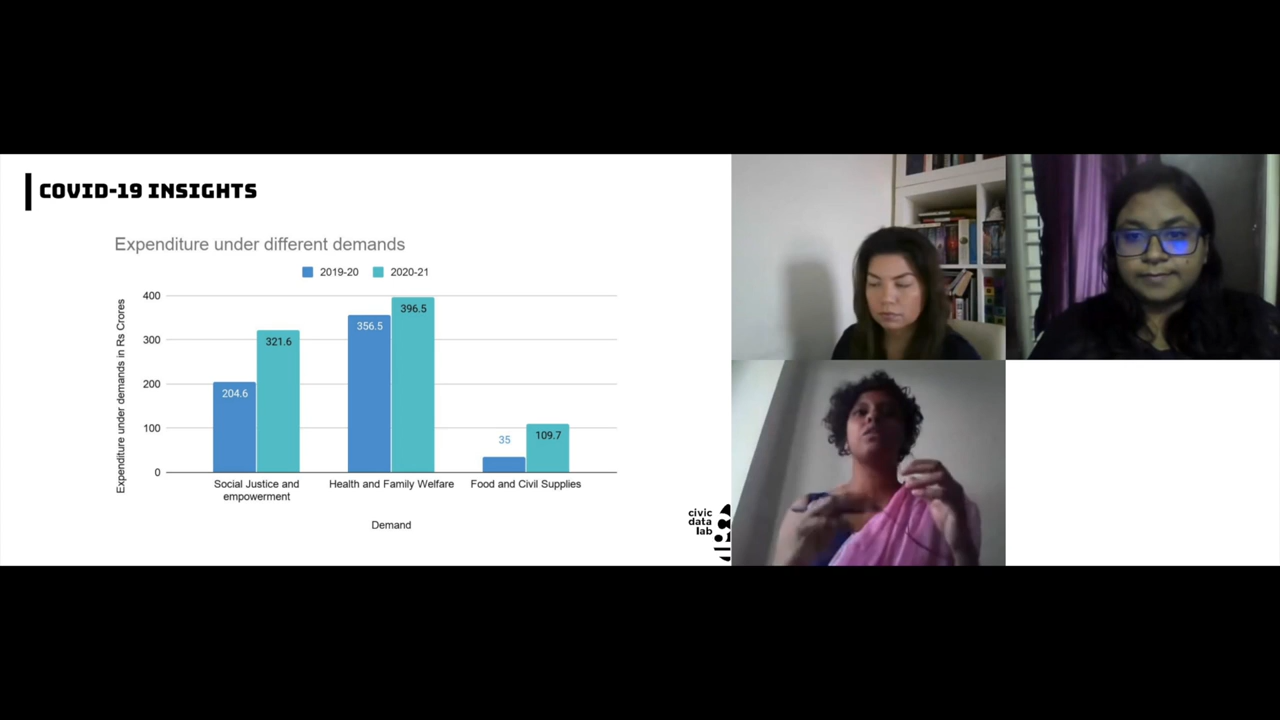 COVID-19 INSIGHTS
Expenditure under different demands
2019-20
2020-21
Expenditure under demands in Rs Crores
400
300
200
100
0
204.6
321.6
356.5
396.5
35
109.7
Social Justice and
empowerment
Health and Family Welfare
Food and Civil Supplies
Demand
civic
data
lab